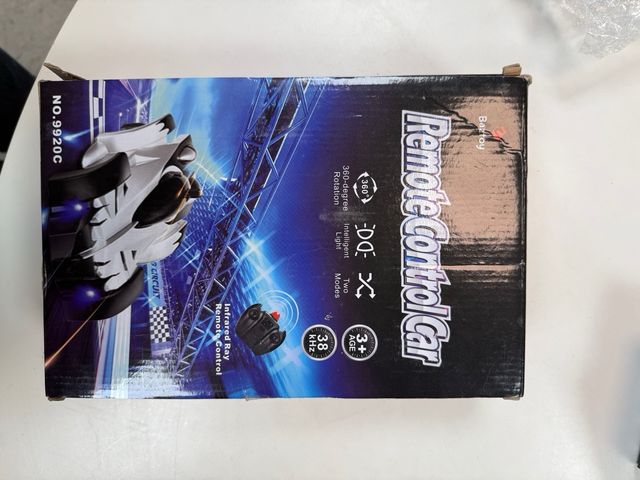 Remote Control Car
360°
360-degree
Rotation
Intelligent
Light
Two
Modes
3+
AGE
38
kHz
Infrared Ray
Remote Control
NO.9920C